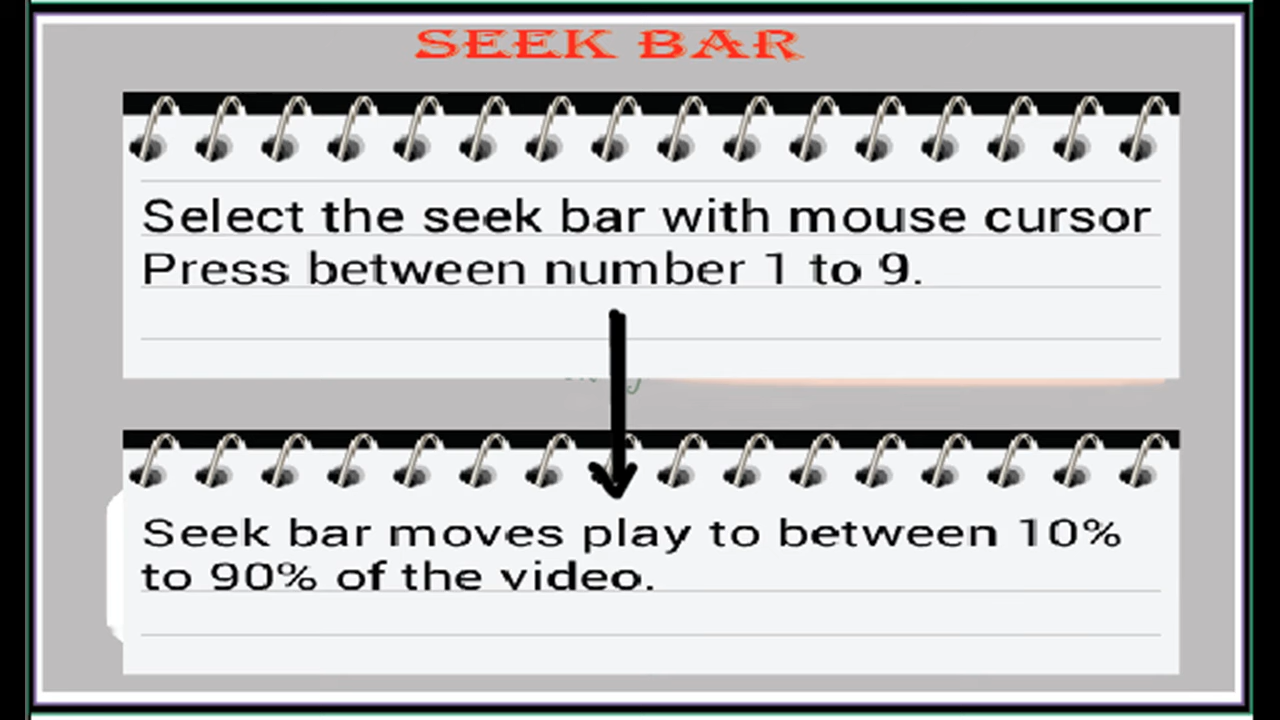 SEEK BAR
Select the seek bar with mouse cursor
Press between number 1 to 9.
Seek bar moves play to between 10%
to 90% of the video.